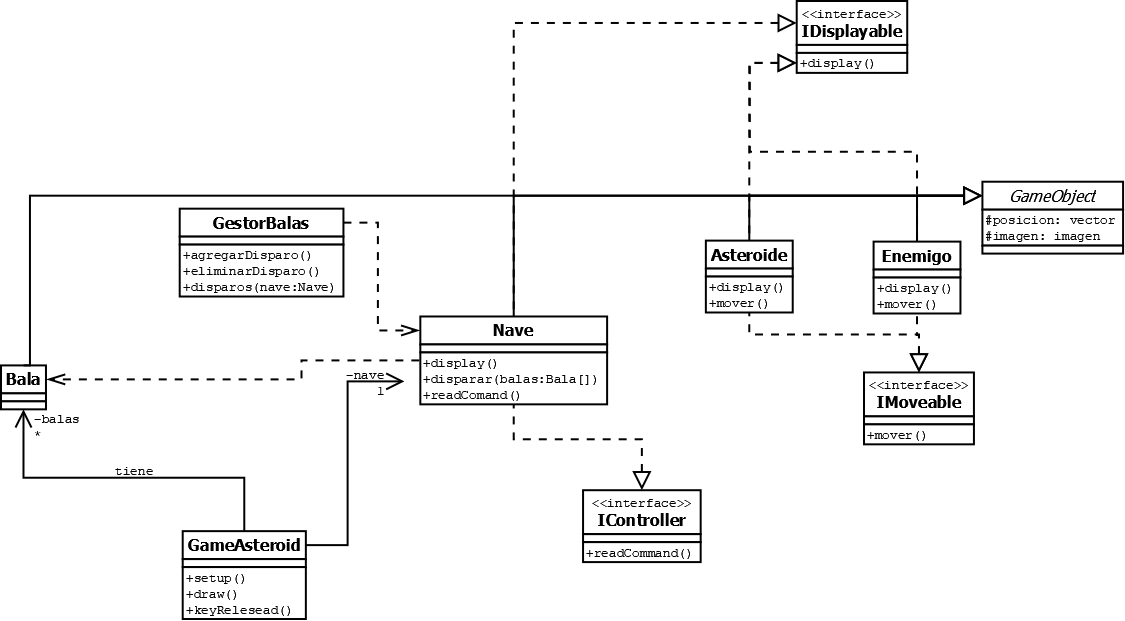 <<interface>>
IDisplayable
+display()
GameObject
#posicion: vector
#imagen: imagen
GestorBalas
+agregarDisparo()
+eliminarDisparo()
+disparos(nave:Nave)
Asteroide
+display()
+mover()
Enemigo
+display()
+mover()
Nave
+display()
+disparar(balas:Bala[])
+readComand()
Bala
-nave
1
-balas
*
<<interface>>
IMoveable
+mover()
tiene
<<interface>>
IController
+readCommand()
GameAsteroid
+setup()
+draw()
+keyRelesead()